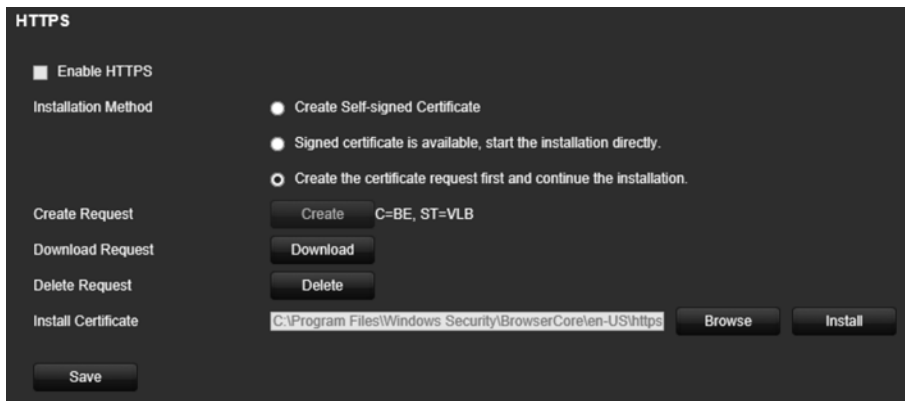 HTTPS
Enable HTTPS
Installation Method
Create Self-signed Certificate
Signed certificate is available, start the installation directly.
Create the certificate request first and continue the installation.
Create Request Create C=BE, ST=VLB
Download Request Download
Delete Request Delete
Install Certificate C:\Program Files\Windows Security\BrowserCore\en-US\https Browse Install
Save